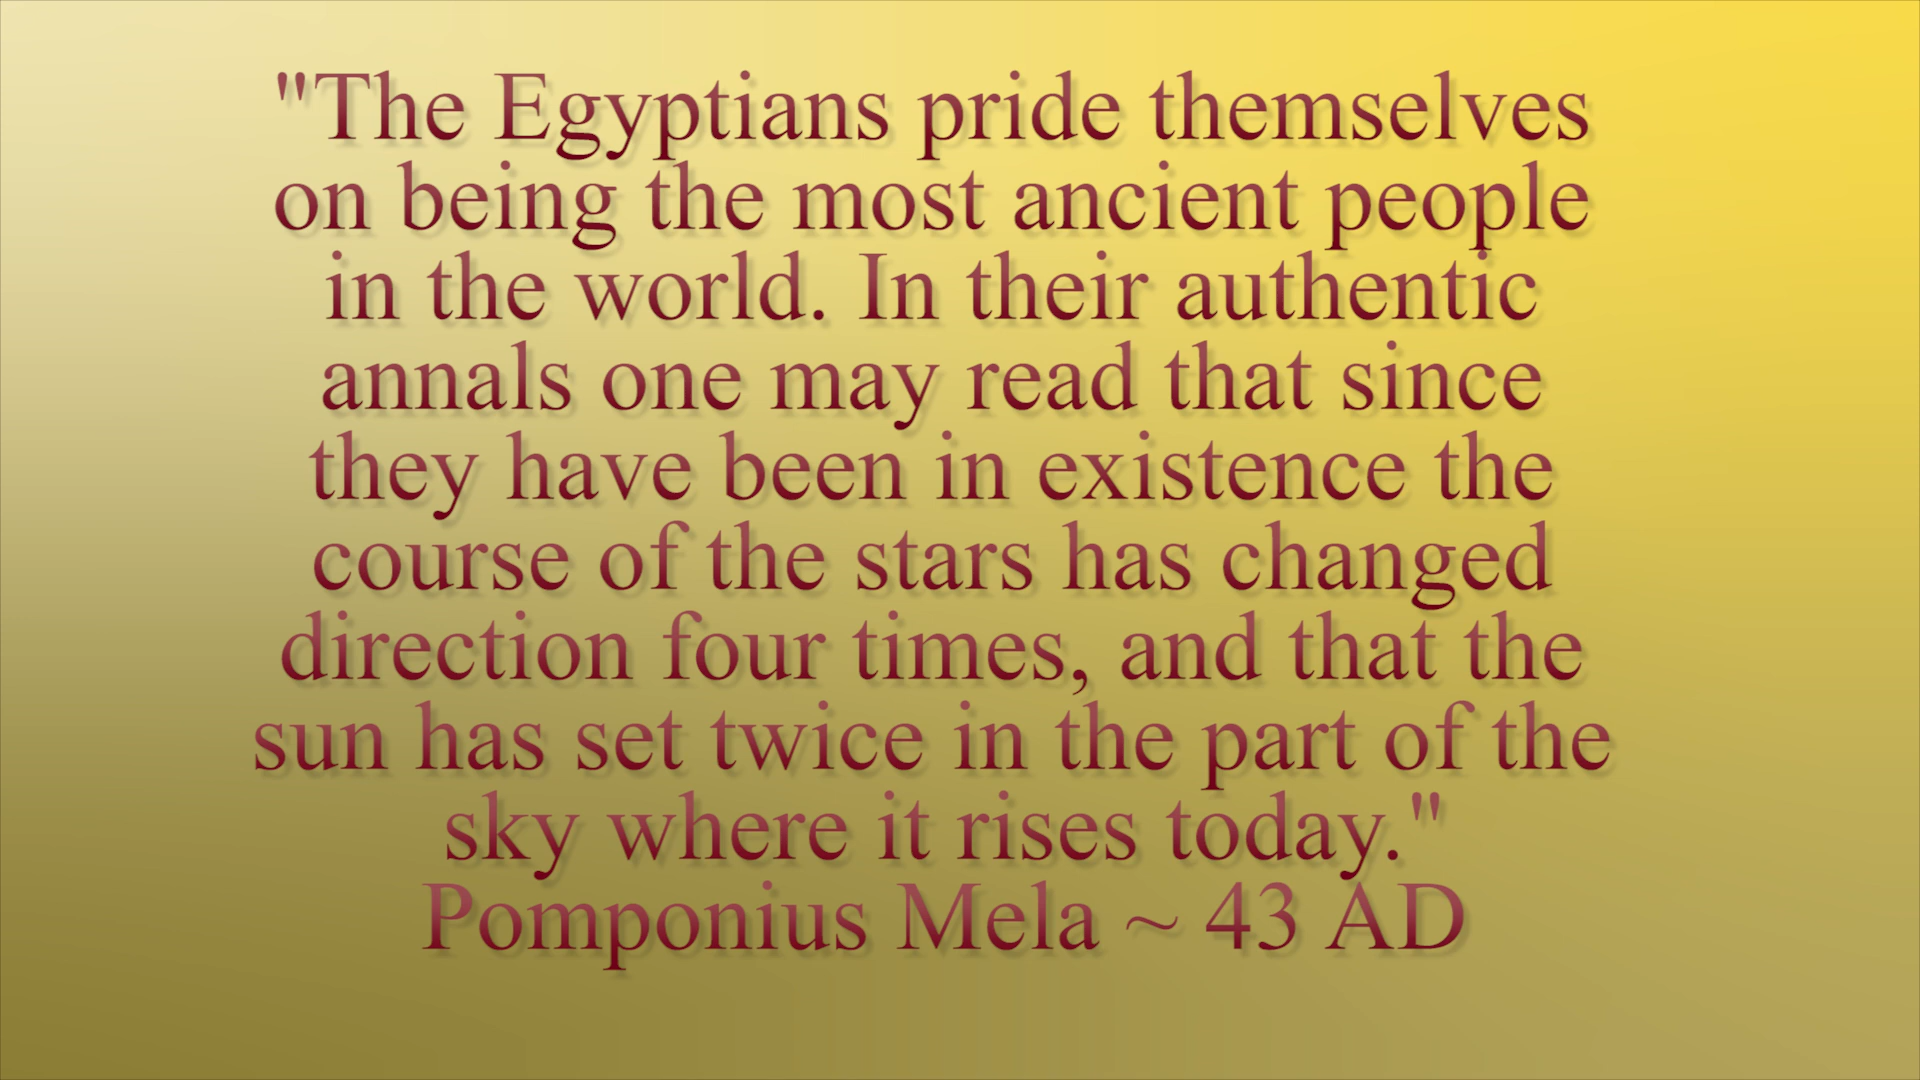 "The Egyptians pride themselves
on being the most ancient people
in the world. In their authentic
annals one may read that since
they have been in existence the
course of the stars has changed
direction four times, and that the
sun has set twice in the part of the
sky where it rises today."
Pomponius Mela ~ 43 AD